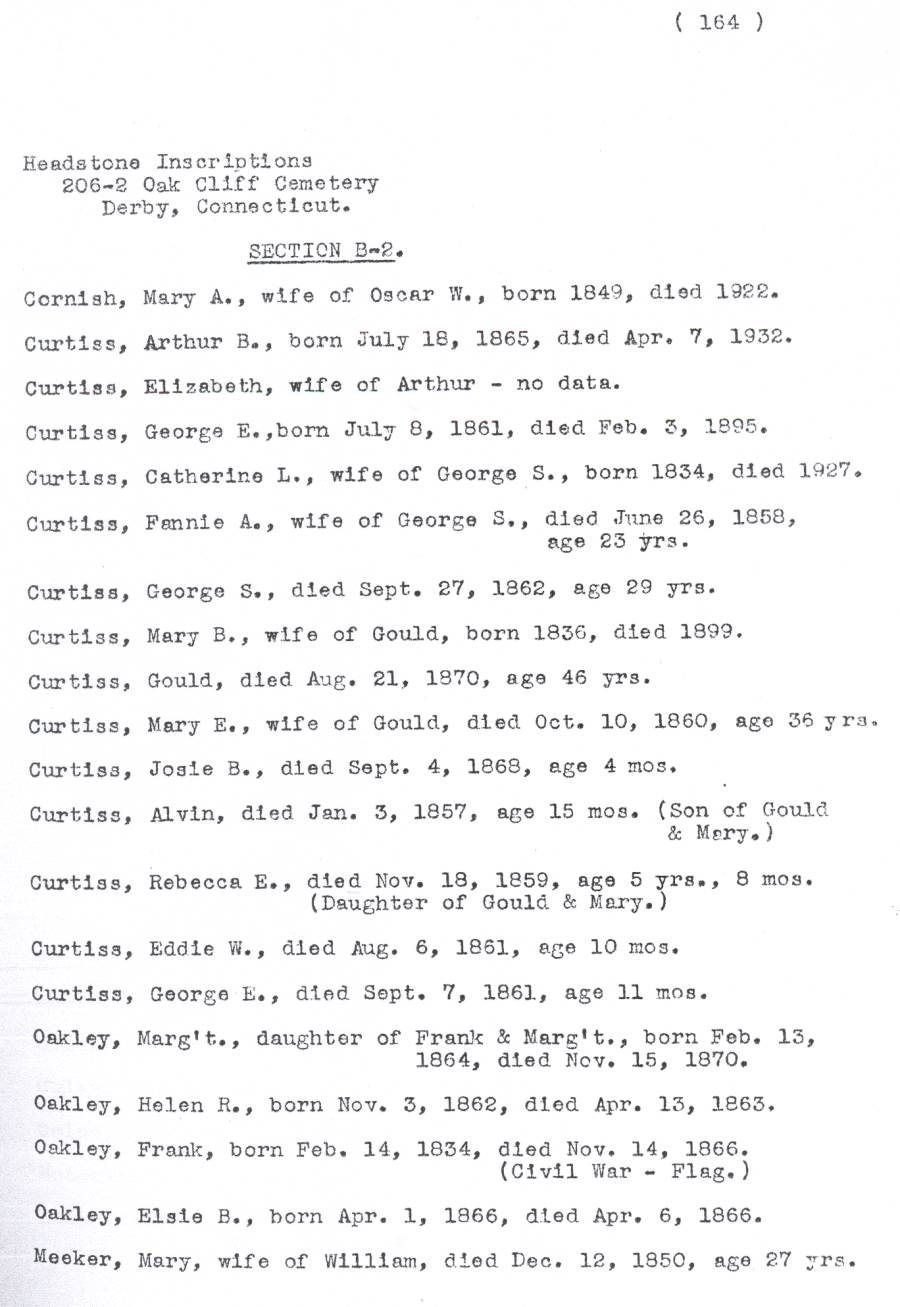 ( 164 )
Headstone Inscriptions
206-2 Oak Cliff Cemetery
Derby, Connecticut.
SECTION B-2.
Cornish, Mary A., wife of Oscar W., born 1849, died 1922.
Curtiss, Arthur B., born July 18, 1865, died Apr. 7, 1932.
Curtiss, Elizabeth, wife of Arthur - no data.
Curtiss, George E.,born July 8, 1861, died Feb. 3, 1895.
Curtiss, Catherine L., wife of George S., born 1834, died 1927.
Curtiss, Fannie A., wife of George S., died June 26, 1858,
age 23 yrs.
Curtiss, George S., died Sept. 27, 1862, age 29 yrs.
Curtiss, Mary B., wife of Gould, born 1836, died 1899.
Curtiss, Gould, died Aug. 21, 1870, age 46 yrs.
Curtiss, Mary E., wife of Gould, died Oct. 10, 1860, age 36 yrs.
Curtiss, Josie B., died Sept. 4, 1868, age 4 mos.
Curtiss, Alvin, died Jan. 3, 1857, age 15 mos. (Son of Gould
& Mary.)
Curtiss, Rebecca E., died Nov. 18, 1859, age 5 yrs., 8 mos.
(Daughter of Gould & Mary.)
Curtiss, Eddie W., died Aug. 6, 1861, age 10 mos.
Curtiss, George E., died Sept. 7, 1861, age 11 mos.
Oakley, Marg't., daughter of Frank & Marg't., born Feb. 13,
1864, died Nov. 15, 1870.
Oakley, Helen R., born Nov. 3, 1862, died Apr. 13, 1863.
Oakley, Frank, born Feb. 14, 1834, died Nov. 14, 1866.
(Civil War - Flag.)
Oakley, Elsie B., born Apr. 1, 1866, died Apr. 6, 1866.
Meeker, Mary, wife of William, died Dec. 12, 1850, age 27 yrs.